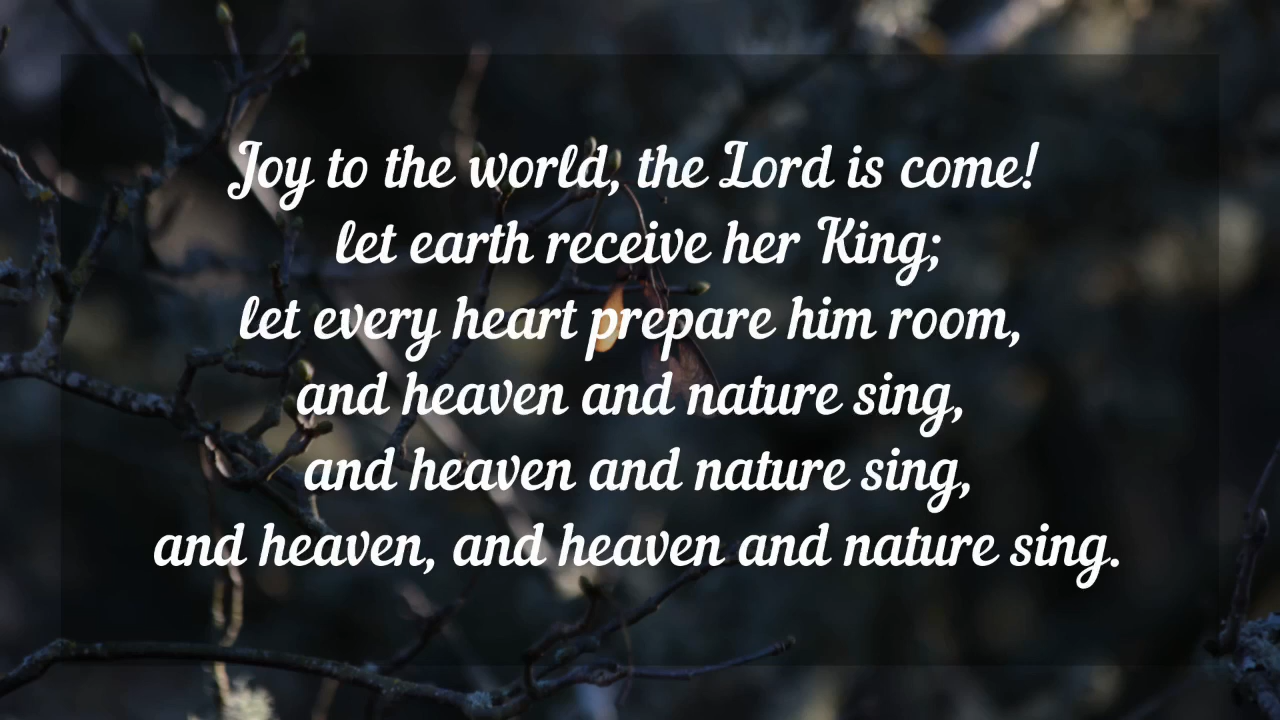 Joy to the world, the Lord is come!
let earth receive her King;
let every heart prepare him room,
and heaven and nature sing,
and heaven and nature sing,
and heaven, and heaven and nature sing.